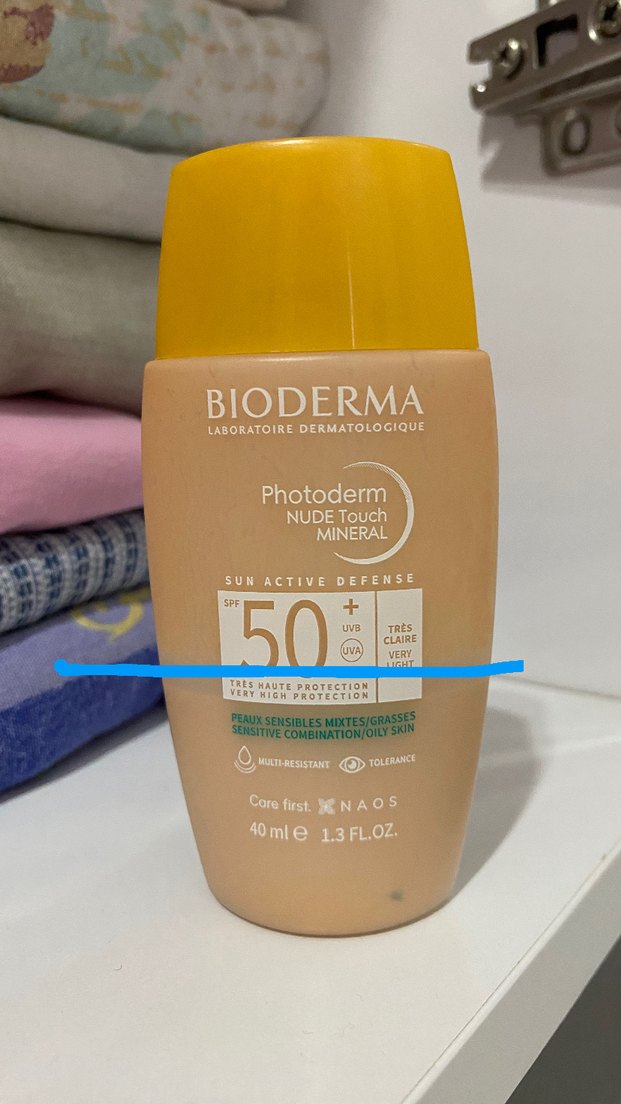 BIODERMA
LABORATOIRE DERMATOLOGIQUE
Photoderm
NUDE Touch
MINERAL
SUN ACTIVE DEFENSE
SPF 50+
UVB
UVA
TRÈS
CLAIRE
VERY
LIGHT
TRÈS HAUTE PROTECTION
VERY HIGH PROTECTION
PEAUX SENSIBLES MIXTES/GRASSES
SENSITIVE COMBINATION/OILY SKIN
MULTI-RESISTANT TOLERANCE
Care first. NAOS
40 ml e 1.3 FL.OZ.